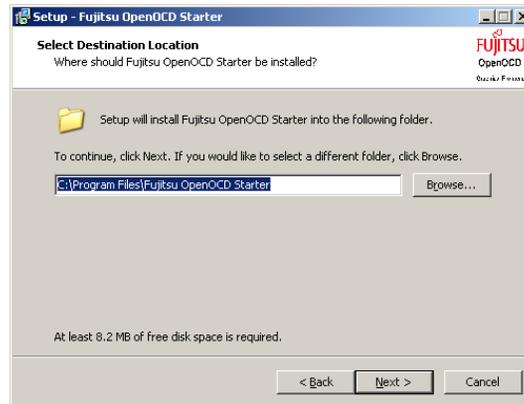 Setup - Fujitsu OpenOCD Starter
Select Destination Location
Where should Fujitsu OpenOCD Starter be installed?
FUJITSU
OpenOCD
Setup will install Fujitsu OpenOCD Starter into the following folder.
To continue, click Next. If you would like to select a different folder, click Browse.
C:\Program Files\Fujitsu OpenOCD Starter
Browse...
At least 8.2 MB of free disk space is required.
< Back
Next >
Cancel